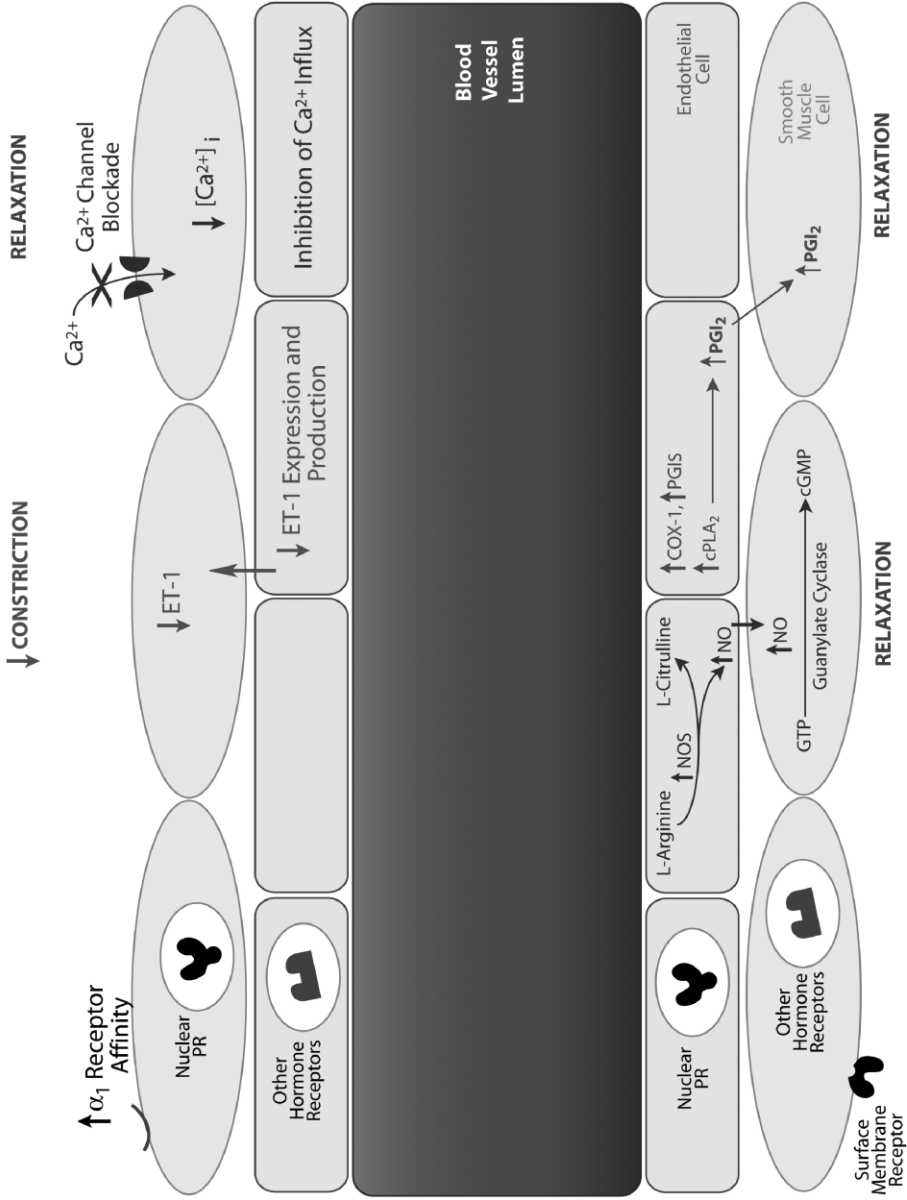 ↑α₁ Receptor
Affinity
↓ CONSTRICTION
RELAXATION
Ca²⁺
Ca²⁺ Channel
Blockade
Nuclear
PR
↓ET-1
↓ [Ca²⁺] i
Other
Hormone
Receptors
↓ ET-1 Expression and
Production
Inhibition of Ca²⁺ Influx
Blood
Vessel
Lumen
Nuclear
PR
L-Arginine
↑NOS
L-Citrulline
↑NO
↑COX-1,↑PGIS
↑cPLA₂
↑PGI₂
Endothelial
Cell
Other
Hormone
Receptors
↑NO
GTP
cGMP
Guanylate Cyclase
↑PGI₂
Smooth
Muscle
Cell
Surface
Membrane
Receptor
RELAXATION
RELAXATION